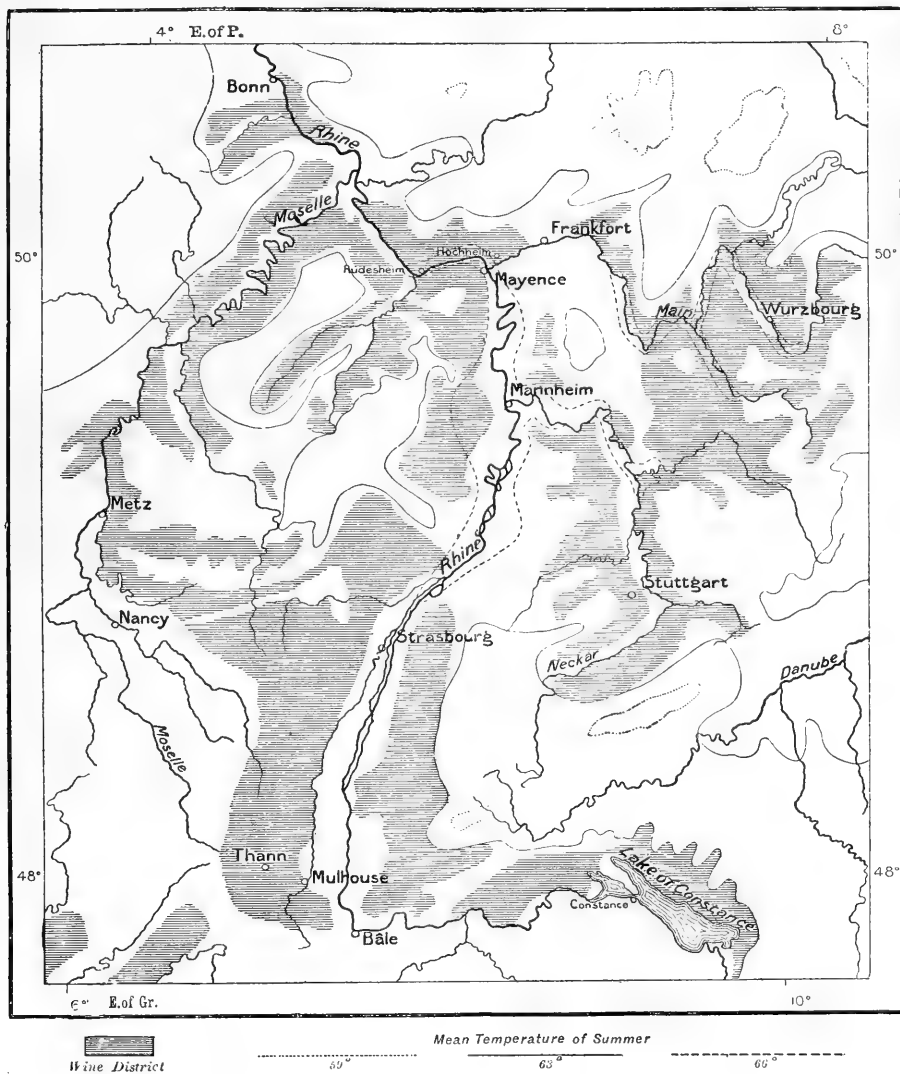 4° E. of P.
8°
Bonn
Rhine
Moselle
Frankfort
Hochheim
50°
Rudesheim
50°
Mayence
Main
Wurzbourg
Mannheim
Metz
Rhine
Stuttgart
Nancy
Strasbourg
Neckar
Danube
Moselle
Thann
48°
Mulhouse
Lake of Constance
48°
Constance
Bâle
6° E. of Gr.
10°
Mean Temperature of Summer
Wine District
59°
63°
66°